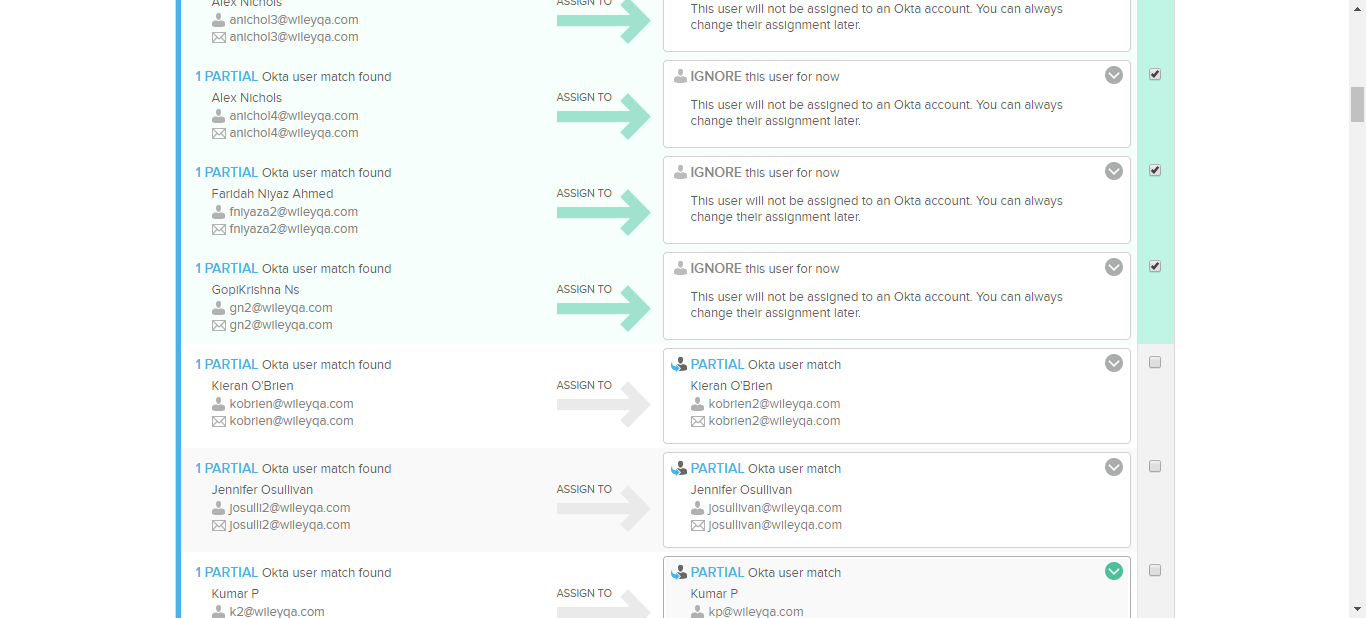 Alex Nichols
anichol3@wileyqa.com
anichol3@wileyqa.com
ASSIGN TO
This user will not be assigned to an Okta account. You can always
change their assignment later.
1 PARTIAL Okta user match found
Alex Nichols
anichol4@wileyqa.com
anichol4@wileyqa.com
ASSIGN TO
IGNORE this user for now
This user will not be assigned to an Okta account. You can always
change their assignment later.
1 PARTIAL Okta user match found
Faridah Niyaz Ahmed
fniyaza2@wileyqa.com
fniyaza2@wileyqa.com
ASSIGN TO
IGNORE this user for now
This user will not be assigned to an Okta account. You can always
change their assignment later.
1 PARTIAL Okta user match found
GopiKrishna Ns
gn2@wileyqa.com
gn2@wileyqa.com
ASSIGN TO
IGNORE this user for now
This user will not be assigned to an Okta account. You can always
change their assignment later.
1 PARTIAL Okta user match found
Kieran O'Brien
kobrien@wileyqa.com
kobrien@wileyqa.com
ASSIGN TO
PARTIAL Okta user match
Kieran O'Brien
kobrien2@wileyqa.com
kobrien2@wileyqa.com
1 PARTIAL Okta user match found
Jennifer Osullivan
josulli2@wileyqa.com
josulli2@wileyqa.com
ASSIGN TO
PARTIAL Okta user match
Jennifer Osullivan
josullivan@wileyqa.com
josullivan@wileyqa.com
1 PARTIAL Okta user match found
Kumar P
k2@wileyqa.com
ASSIGN TO
PARTIAL Okta user match
Kumar P
kp@wileyqa.com